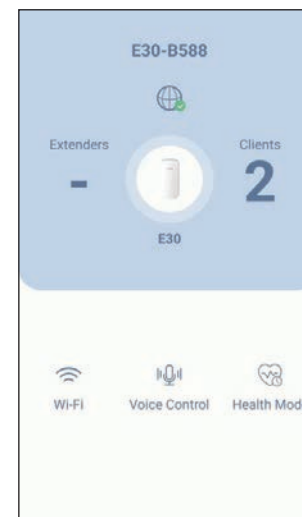 E30-B588
Extenders
Clients
-
2
E30
Wi-Fi
Voice Control
Health Mod